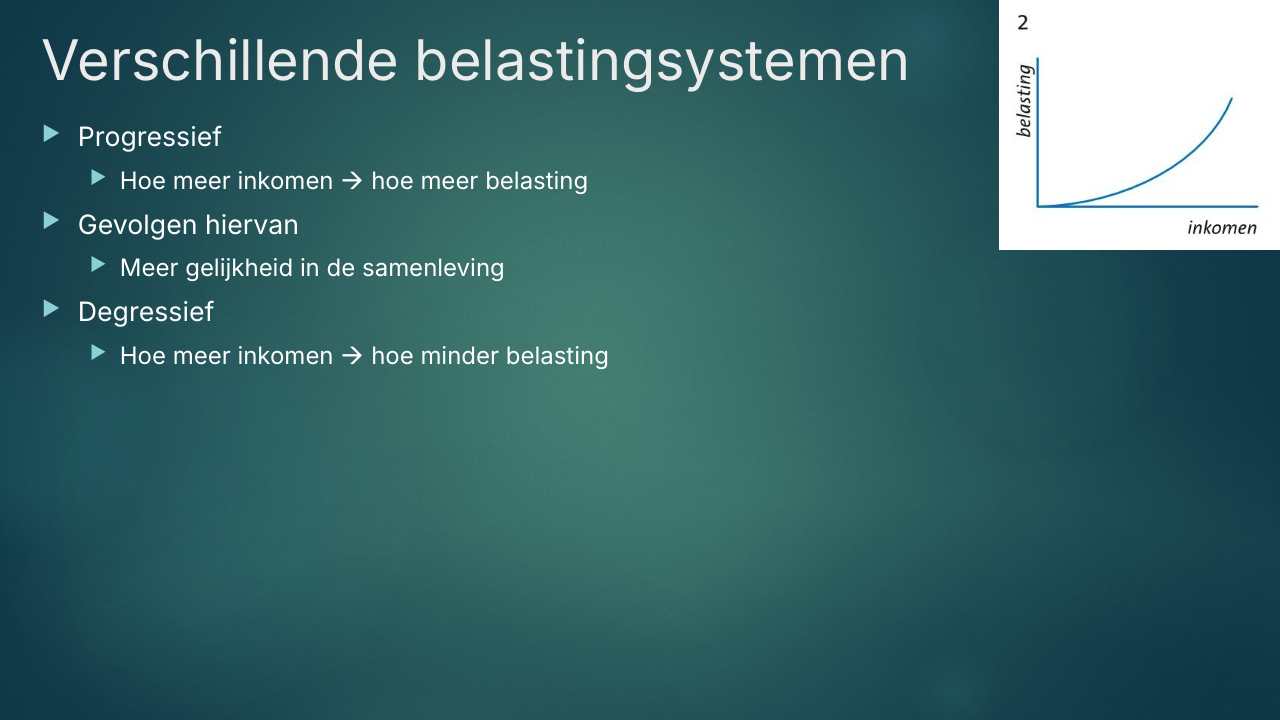 Verschillende belastingsystemen
Progressief
Hoe meer inkomen → hoe meer belasting
Gevolgen hiervan
Meer gelijkheid in de samenleving
Degressief
Hoe meer inkomen → hoe minder belasting
2
belasting
inkomen